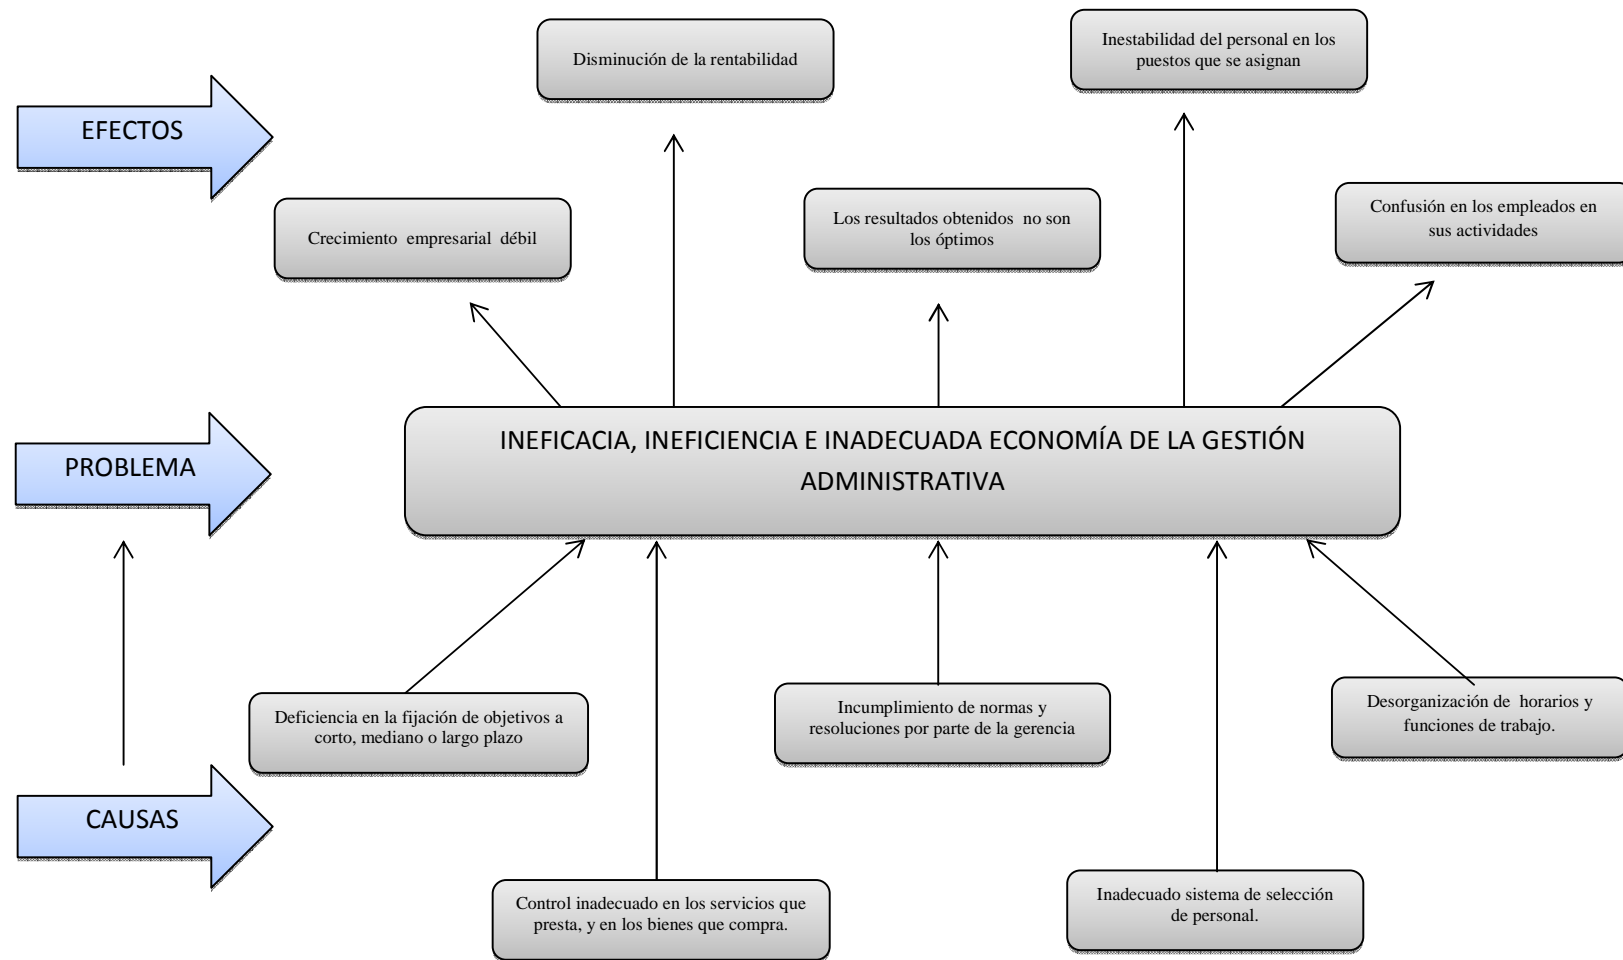 Disminución de la rentabilidad
Inestabilidad del personal en los
puestos que se asignan
EFECTOS
Crecimiento empresarial débil
Los resultados obtenidos no son
los óptimos
Confusión en los empleados en
sus actividades
PROBLEMA
INEFICACIA, INEFICIENCIA E INADECUADA ECONOMÍA DE LA GESTIÓN
ADMINISTRATIVA
Deficiencia en la fijación de objetivos a
corto, mediano o largo plazo
Incumplimiento de normas y
resoluciones por parte de la gerencia
Desorganización de horarios y
funciones de trabajo.
CAUSAS
Control inadecuado en los servicios que
presta, y en los bienes que compra.
Inadecuado sistema de selección
de personal.